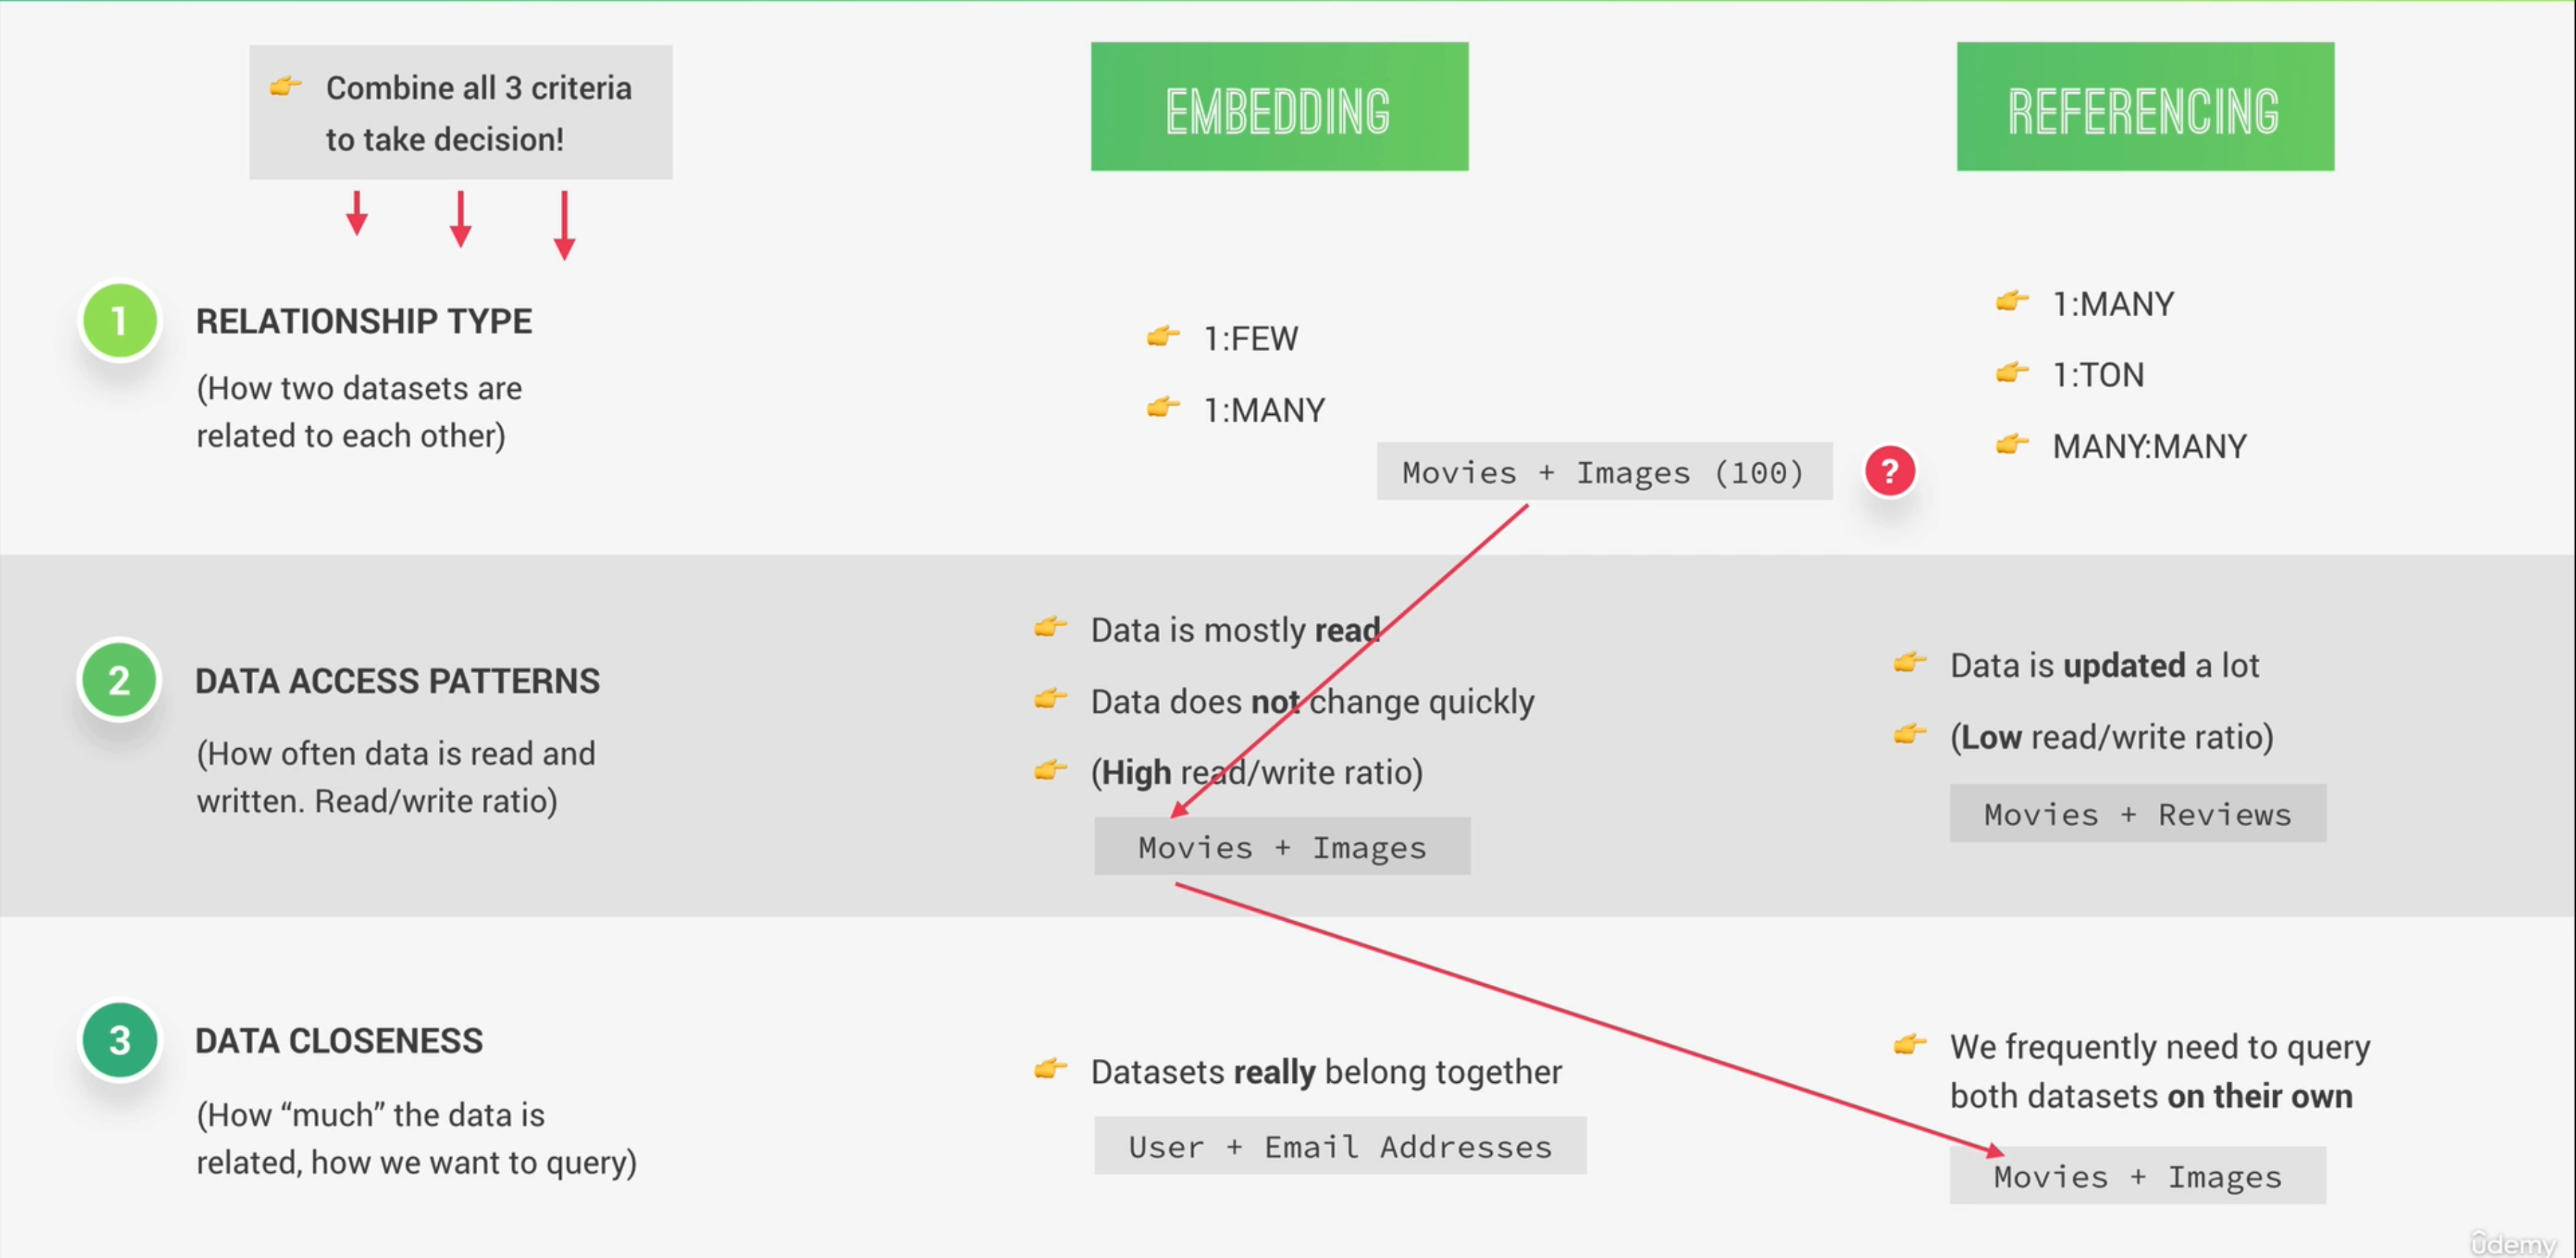 👉 Combine all 3 criteria
to take decision!
EMBEDDING
REFERENCING
1
RELATIONSHIP TYPE
(How two datasets are
related to each other)
👉 1:FEW
👉 1:MANY
👉 1:MANY
👉 1:TON
👉 MANY:MANY
Movies + Images (100)
?
2
DATA ACCESS PATTERNS
(How often data is read and
written. Read/write ratio)
👉 Data is mostly read
👉 Data does not change quickly
👉 (High read/write ratio)
Movies + Images
👉 Data is updated a lot
👉 (Low read/write ratio)
Movies + Reviews
3
DATA CLOSENESS
(How “much” the data is
related, how we want to query)
👉 Datasets really belong together
User + Email Addresses
👉 We frequently need to query
both datasets on their own
Movies + Images
ûdemy